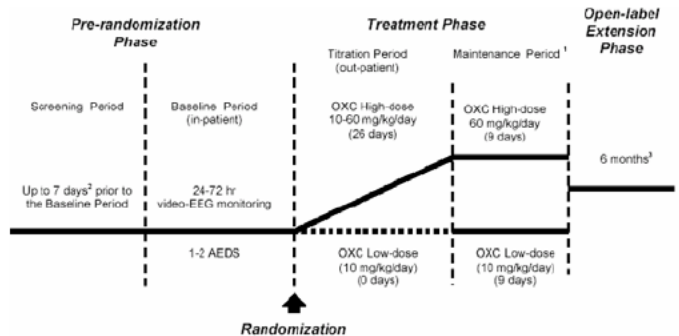 Pre-randomization
Phase
Treatment Phase
Open-label
Extension
Phase
Titration Period
(out-patient)
Maintenance Period 1
Screening Period
Baseline Period
(in-patient)
OXC High-dose
10-60 mg/kg/day
(26 days)
OXC High-dose
60 mg/kg/day
(9 days)
6 months3
Up to 7 days2 prior to
the Baseline Period
24-72 hr
video-EEG monitoring
1-2 AEDS
OXC Low-dose
(10 mg/kg/day)
(0 days)
OXC Low-dose
(10 mg/kg/day)
(9 days)
Randomization